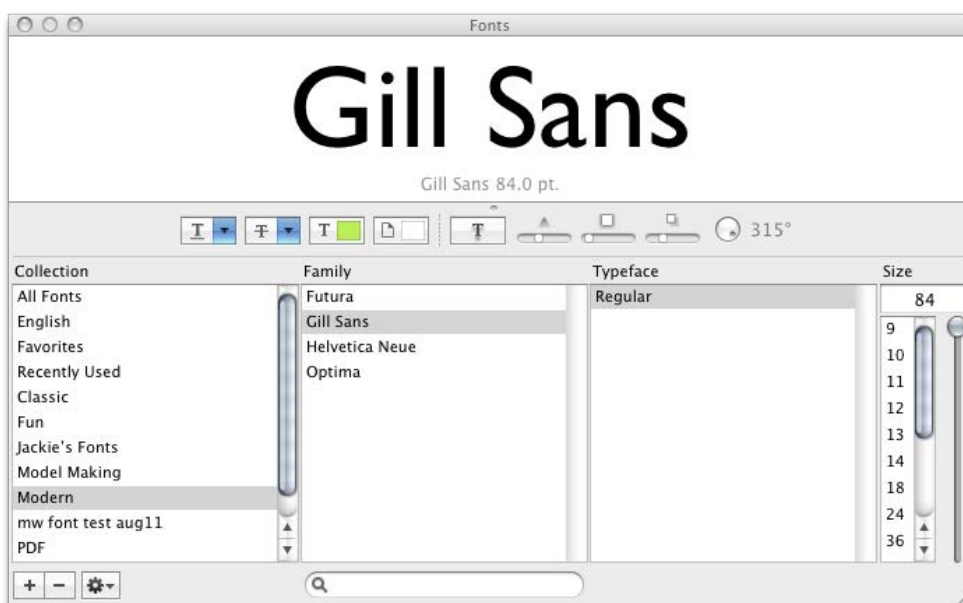 Fonts
Gill Sans
Gill Sans 84.0 pt.
T T T T 315°
Collection Family Typeface Size
All Fonts Futura Regular 84
English Gill Sans 9
Favorites Helvetica Neue 10
Recently Used Optima 11
Classic 12
Fun 13
Jackie's Fonts 14
Model Making 18
Modern 24
mw font test aug11 36
PDF